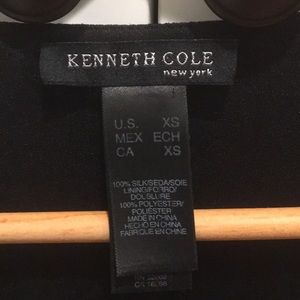 KENNETH COLE
new york
U.S. XS
MEX ECH
CA XS
100% SILK/SEDA/SOIE
LINING/FORRO/
DOUBLURE
100% POLYESTER/
POLIÉSTER
MADE IN CHINA
HECHO EN CHINA
FABRIQUE EN CHINE